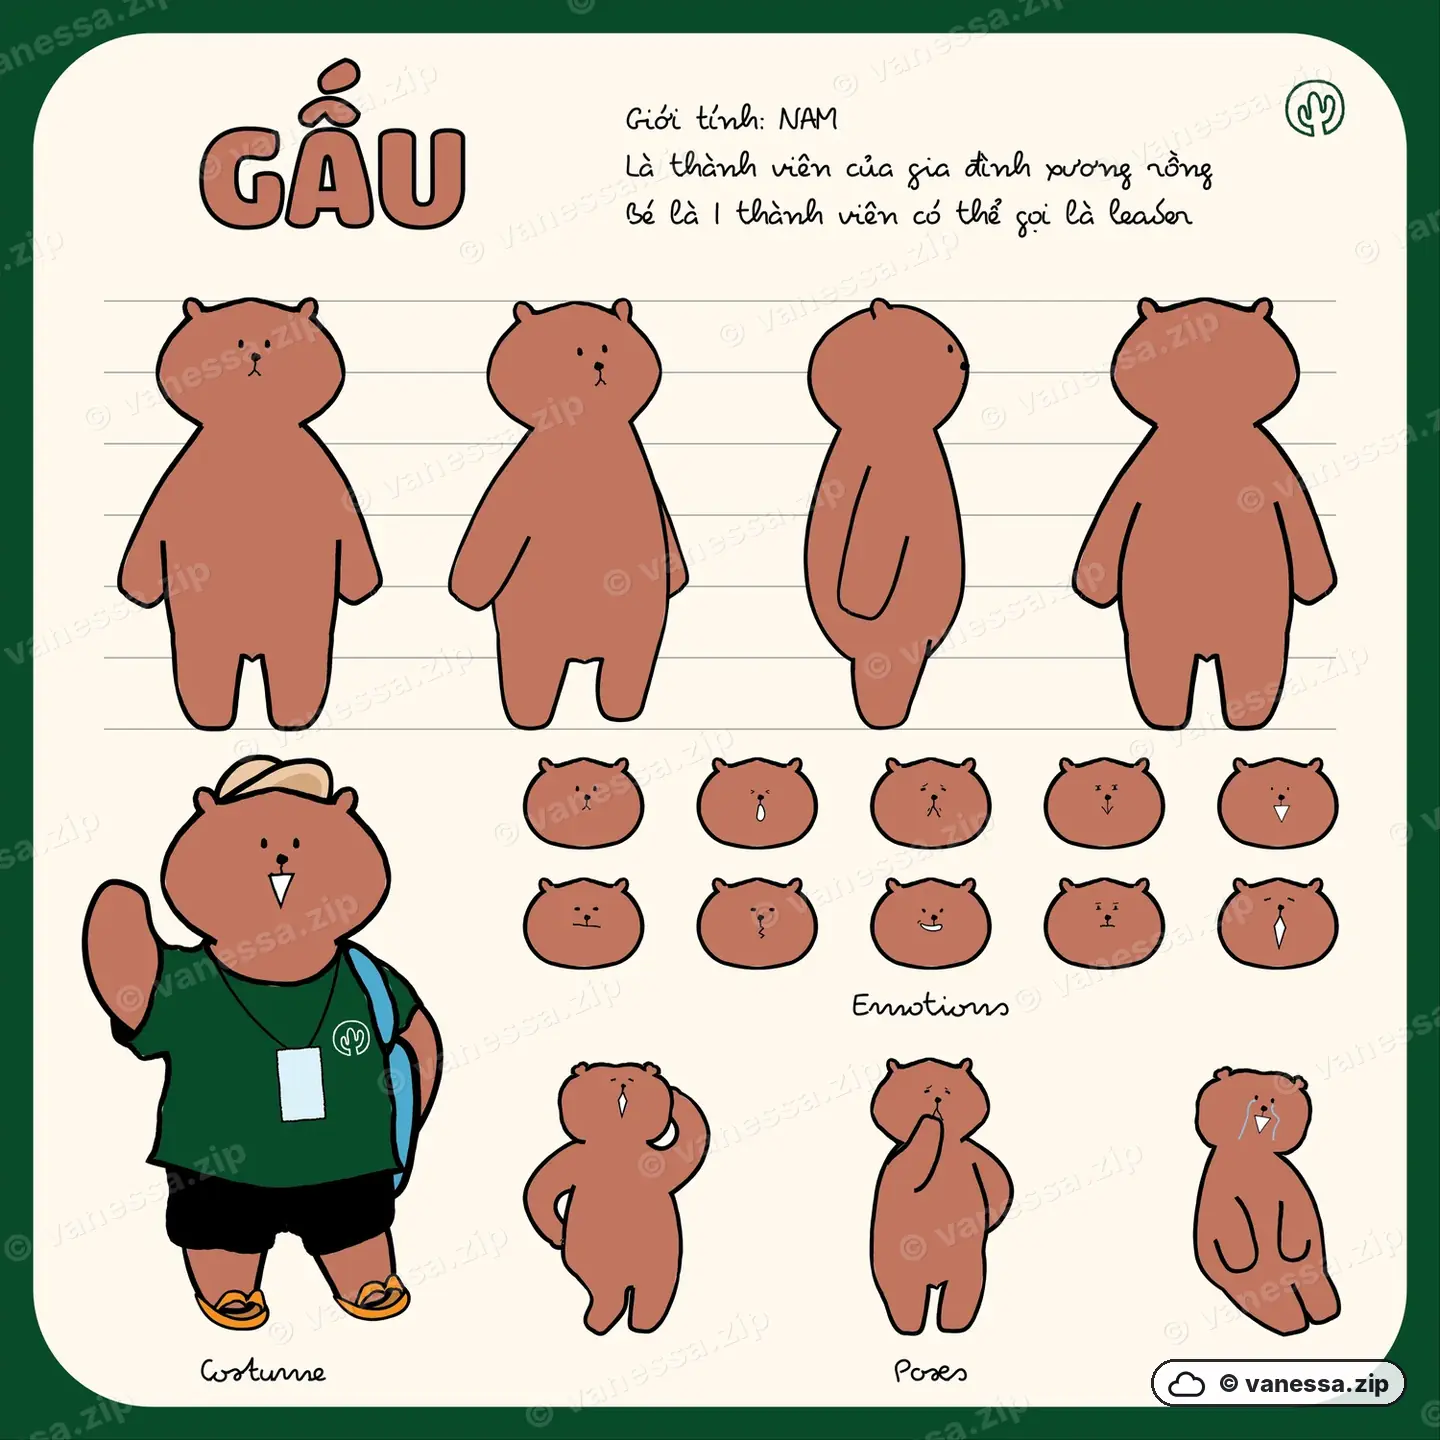 GẤU
Giới tính: NAM
Là thành viên của gia đình xương rồng
Bé là 1 thành viên có thể gọi là leader
Emotions
Costume
Poses
© vanessa.zip